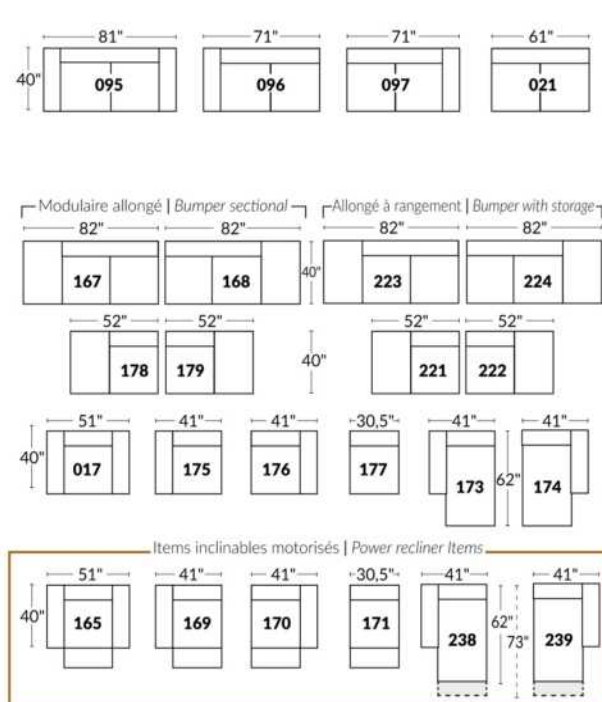 81" 71" 71" 61"
40" 095 096 097 021
Modulaire allongé | Bumper sectional Allongé à rangement | Bumper with storage
82" 82" 82" 82"
167 168 40" 223 224
52" 52" 52" 52"
178 179 40" 221 222
51" 41" 41" 30,5" 41" 41"
40" 017 175 176 177 173 62" 174
Items inclinables motorisés | Power recliner Items
51" 41" 41" 30,5" 41" 41"
40" 165 169 170 171 238 62" 73" 239